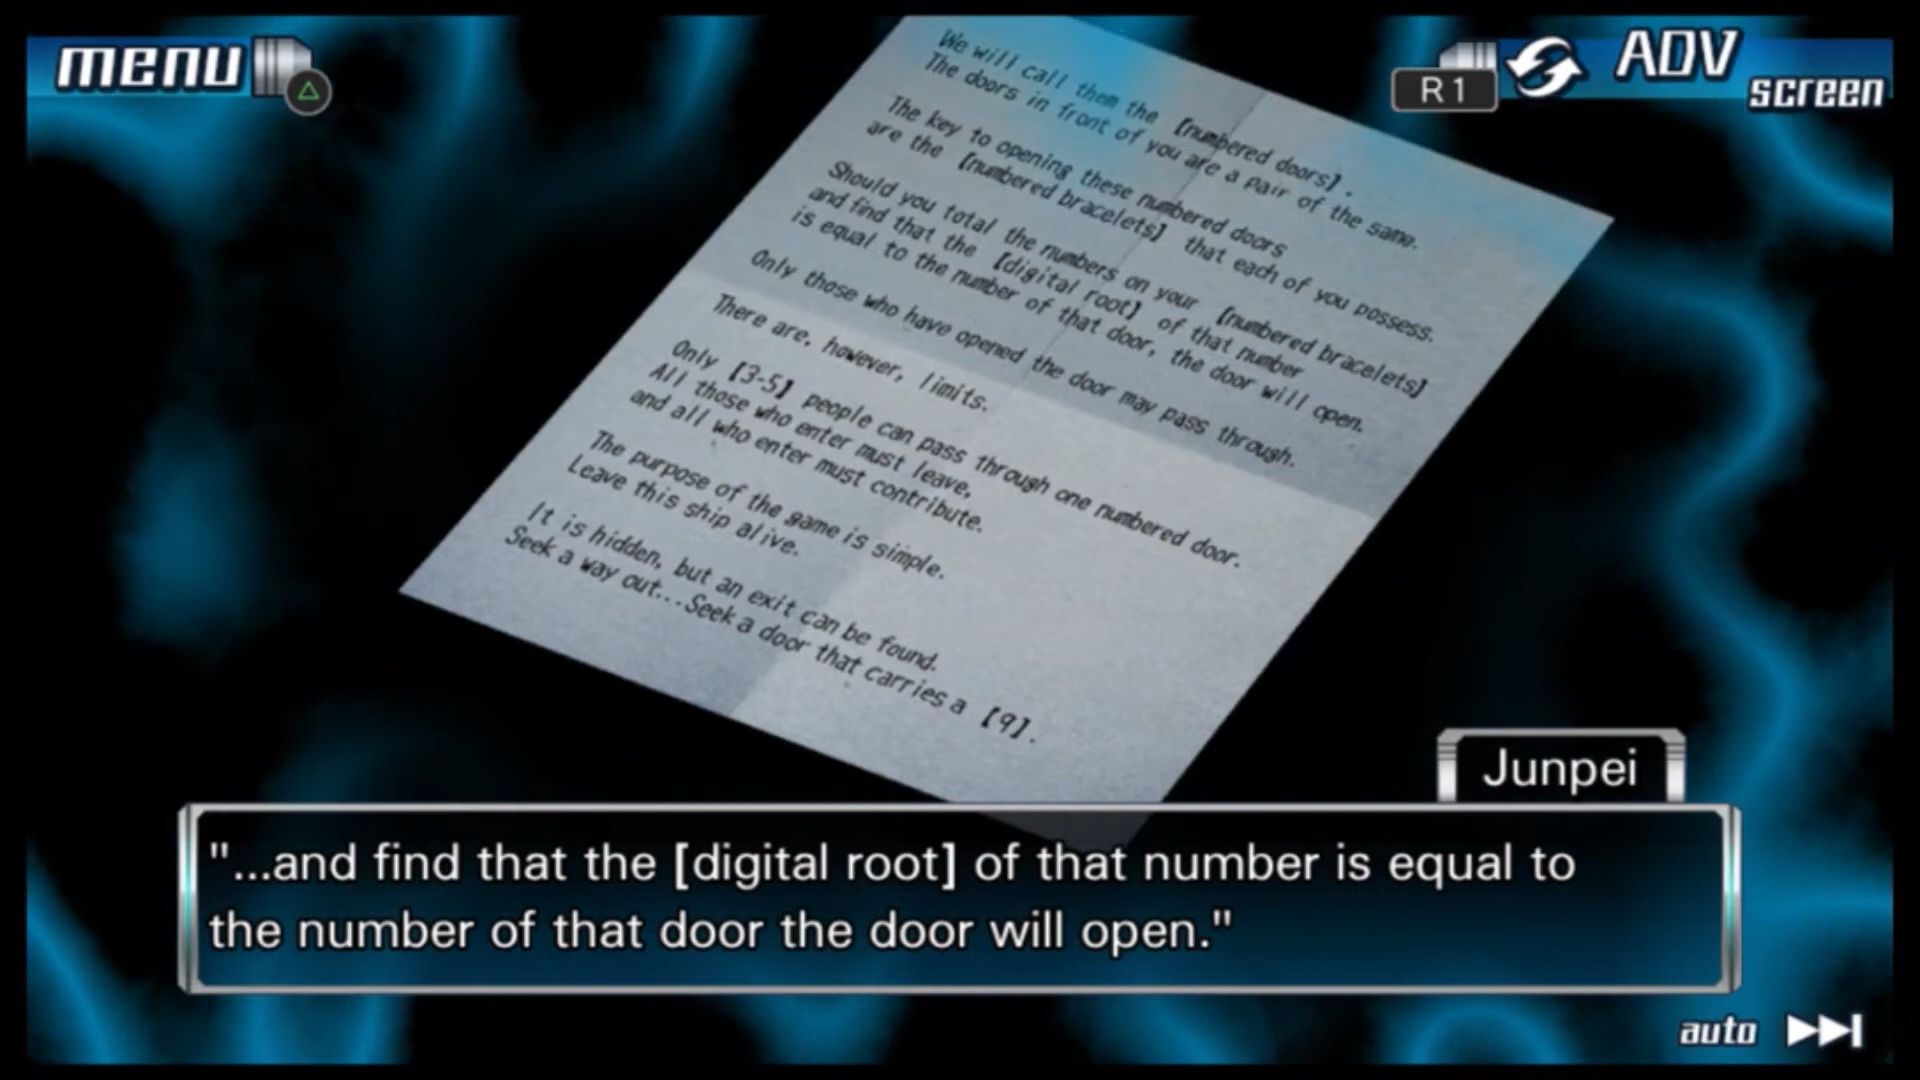 menu
R1
ADV
screen
We will call them the [numbered doors].
The doors in front of you are a pair of the same.
The key to opening these numbered doors
are the [numbered bracelets] that each of you possess.
Should you total the numbers on your [numbered bracelets]
and find that the [digital root] of that number
is equal to the number of that door, the door will open.
Only those who have opened the door may pass through.
There are, however, limits.
Only [3-5] people can pass through one numbered door.
All those who enter must leave,
and all who enter must contribute.
The purpose of the game is simple.
Leave this ship alive.
It is hidden, but an exit can be found.
Seek a way out...Seek a door that carries a [9].
Junpei
"...and find that the [digital root] of that number is equal to
the number of that door the door will open."
auto